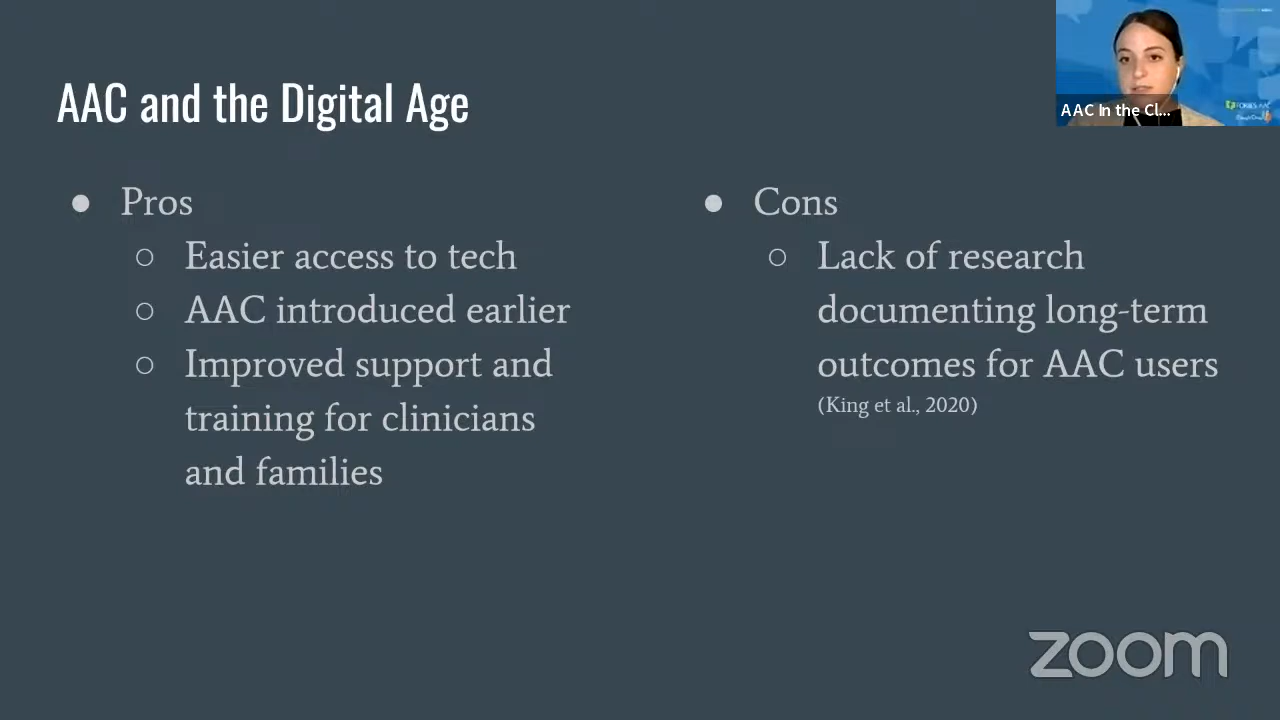 AAC and the Digital Age
AAC In the Cl...
Pros
Easier access to tech
AAC introduced earlier
Improved support and
training for clinicians
and families
Cons
Lack of research
documenting long-term
outcomes for AAC users
(King et al., 2020)
zoom